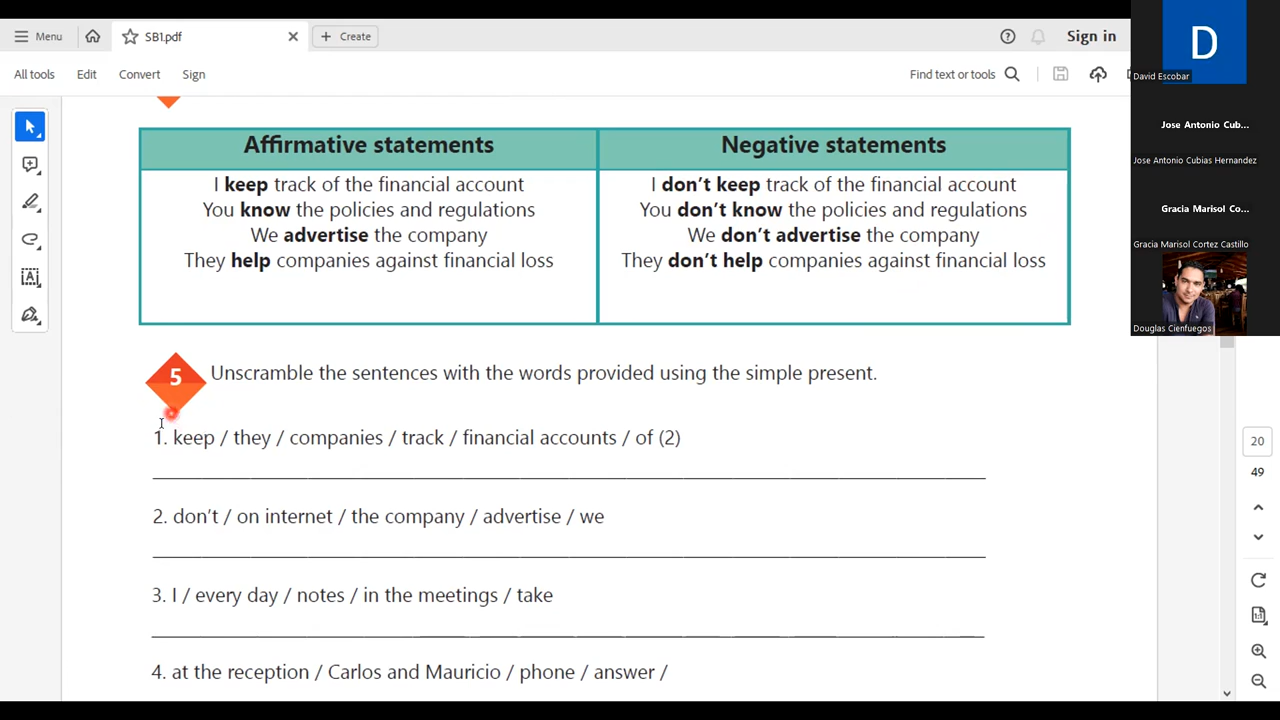 Menu
SB1.pdf
Create
Sign in
All tools
Edit
Convert
Sign
Find text or tools
D
David Escobar
Jose Antonio Cub...
Jose Antonio Cubias Hernandez
Gracia Marisol Co...
Gracia Marisol Cortez Castillo
Douglas Cienfuegos
Affirmative statements
I keep track of the financial account
You know the policies and regulations
We advertise the company
They help companies against financial loss
Negative statements
I don't keep track of the financial account
You don't know the policies and regulations
We don't advertise the company
They don't help companies against financial loss
5
Unscramble the sentences with the words provided using the simple present.
1. keep / they / companies / track / financial accounts / of (2)
2. don't / on internet / the company / advertise / we
3. I / every day / notes / in the meetings / take
4. at the reception / Carlos and Mauricio / phone / answer /
20
49